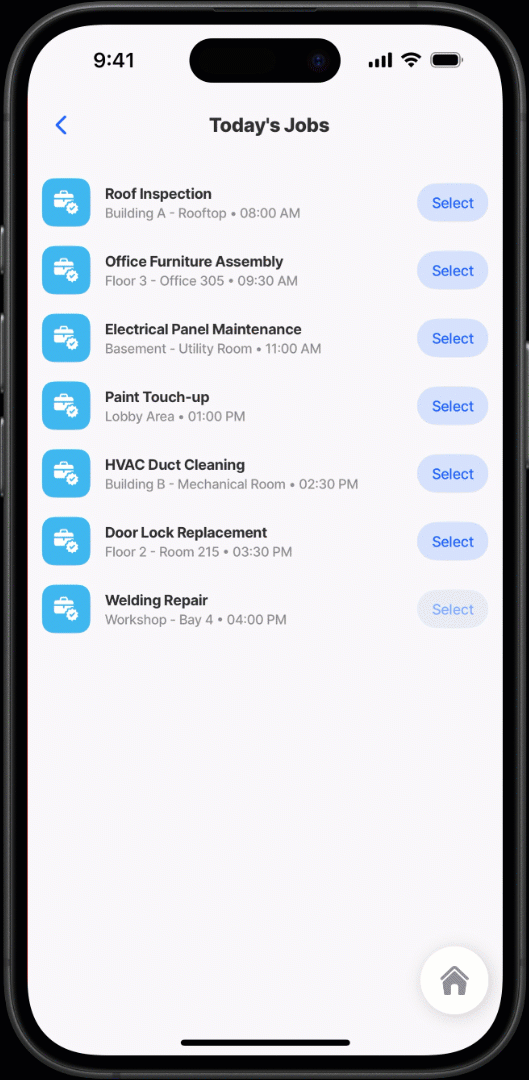 9:41
Today's Jobs
Roof Inspection
Building A - Rooftop • 08:00 AM
Select
Office Furniture Assembly
Floor 3 - Office 305 • 09:30 AM
Select
Electrical Panel Maintenance
Basement - Utility Room • 11:00 AM
Select
Paint Touch-up
Lobby Area • 01:00 PM
Select
HVAC Duct Cleaning
Building B - Mechanical Room • 02:30 PM
Select
Door Lock Replacement
Floor 2 - Room 215 • 03:30 PM
Select
Welding Repair
Workshop - Bay 4 • 04:00 PM
Select